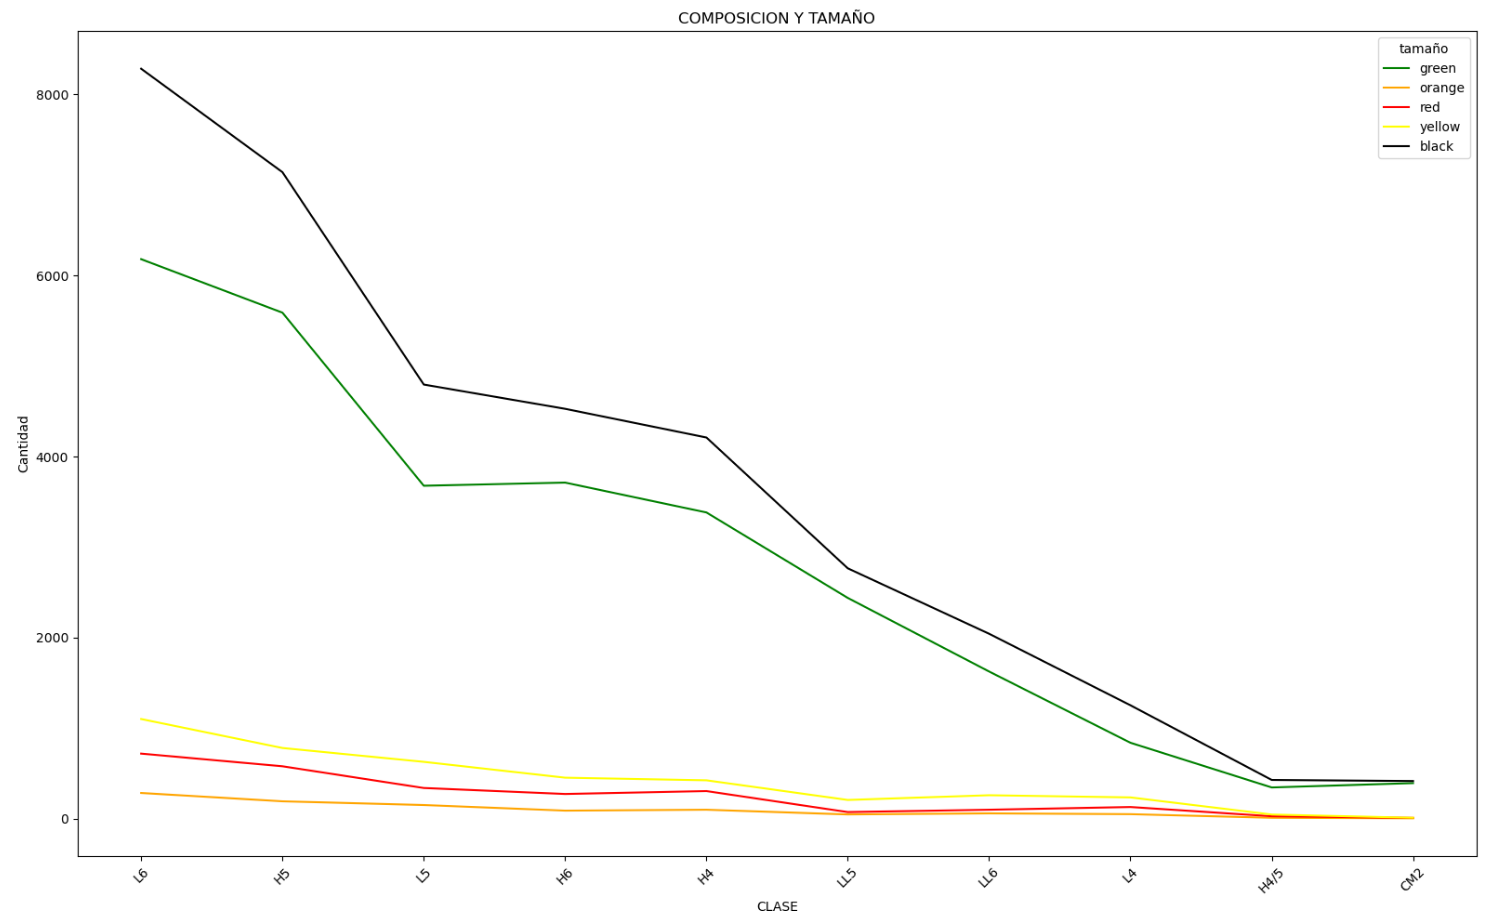 COMPOSICION Y TAMAÑO
tamaño
green
orange
red
yellow
black
8000
6000
4000
2000
0
Cantidad
L6 H5 L5 H6 H4 LL5 LL6 L4 H4/5 CM2
CLASE